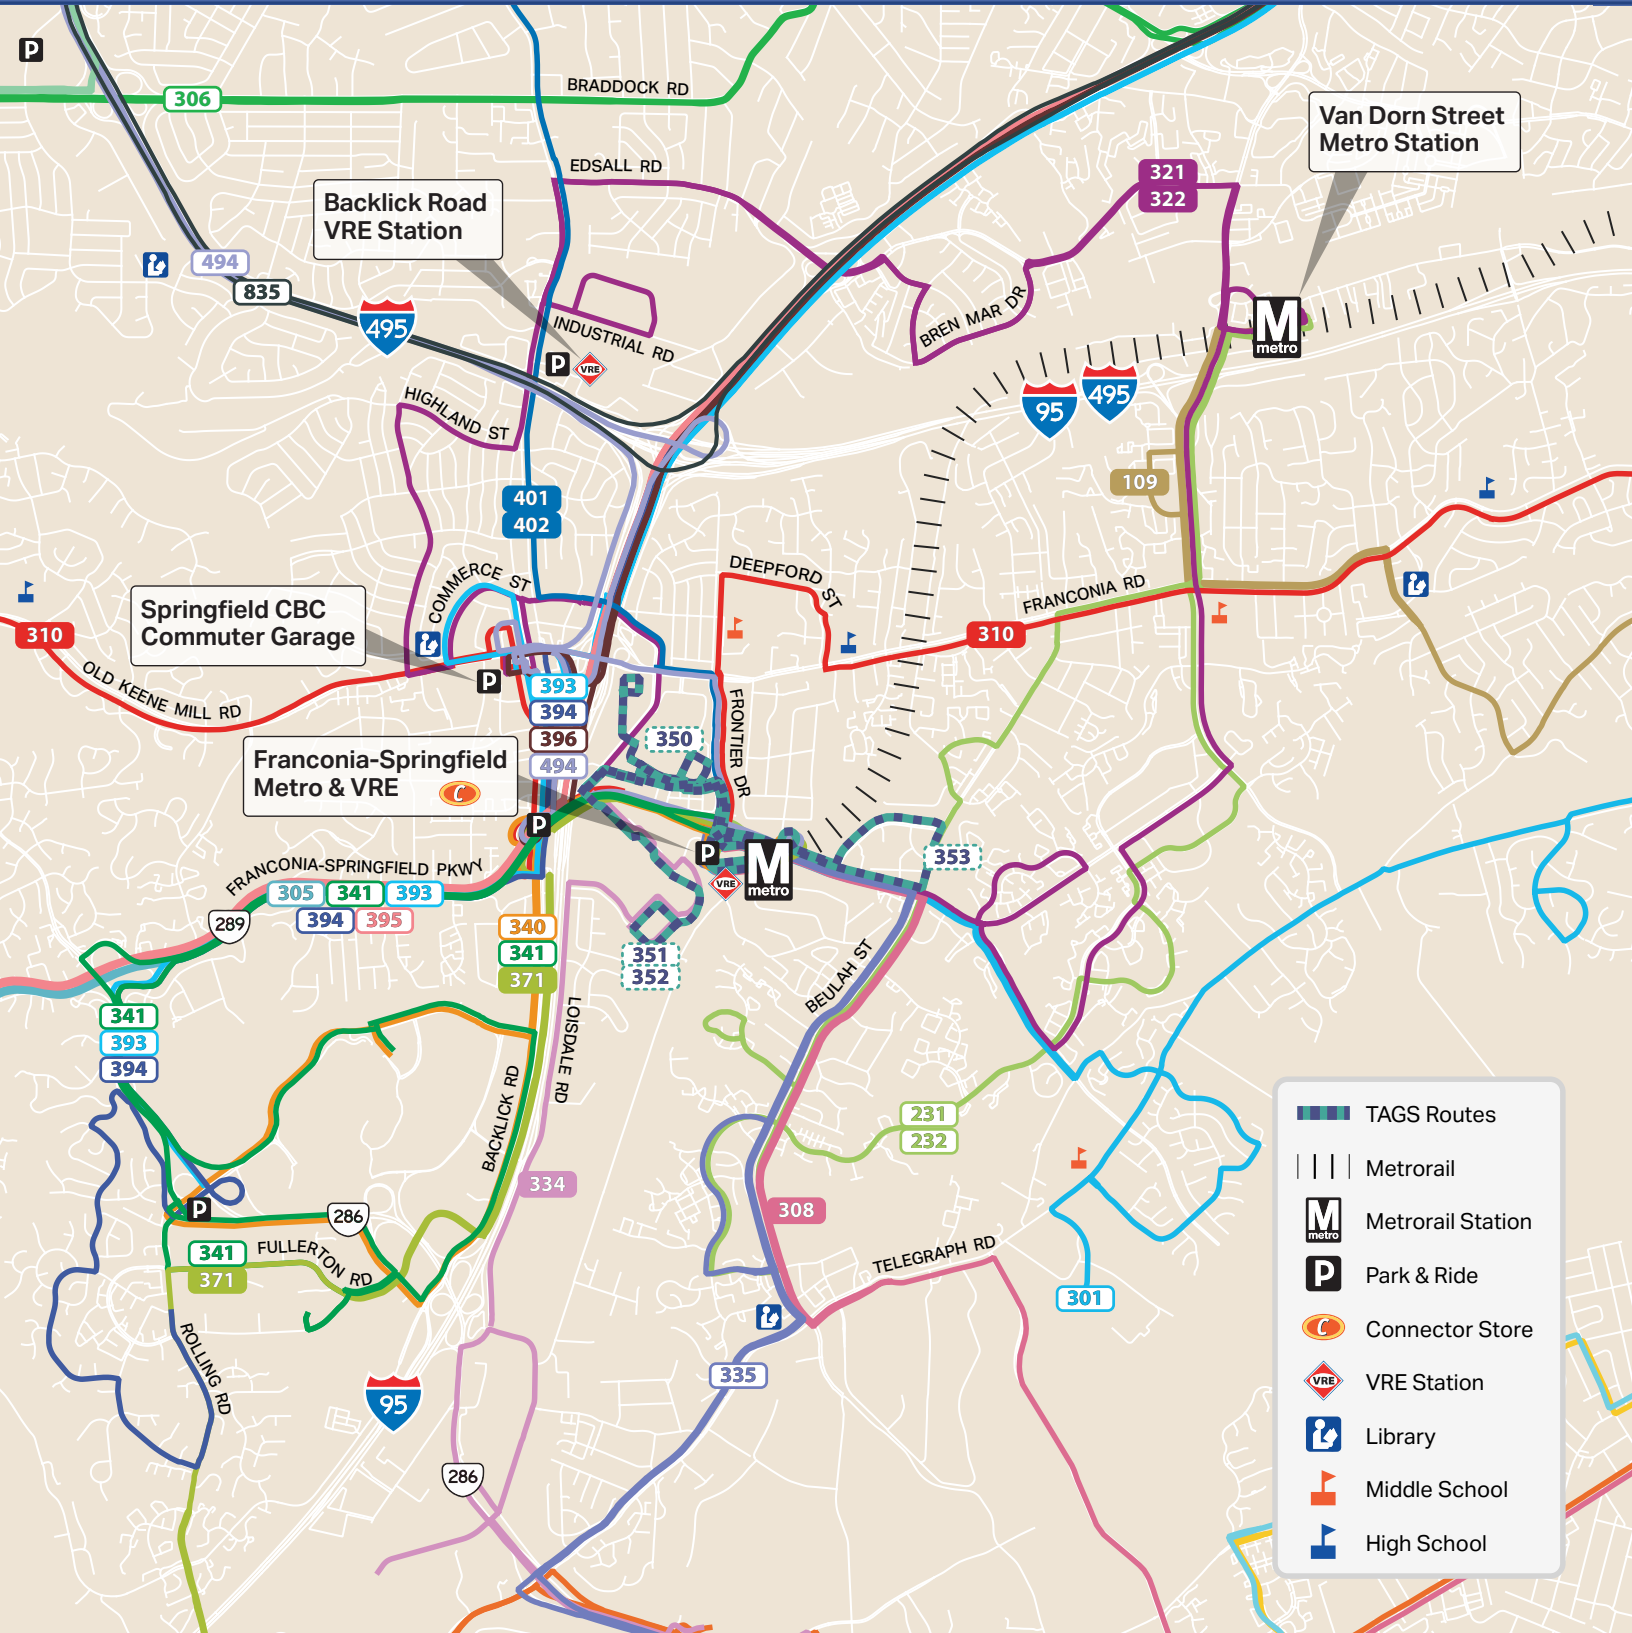 P
BRADDOCK RD
306
Van Dorn Street
Metro Station
EDSALL RD
321
322
Backlick Road
VRE Station
494
835
495
INDUSTRIAL RD
P
VRE
BREN MAR DR
M
metro
95
495
HIGHLAND ST
109
401
402
COMMERCE ST
DEEPFORD ST
FRANCONIA RD
Springfield CBC
Commuter Garage
310
310
OLD KEENE MILL RD
P
393
394
396
494
350
FRONTIER DR
Franconia-Springfield
Metro & VRE
C
P
P
M
metro
VRE
353
FRANCONIA-SPRINGFIELD PKWY
305
341
393
394
395
289
340
341
371
351
352
BEULAH ST
341
393
394
LOISDALE RD
BACKLICK RD
231
232
334
308
P
286
341
371
FULLERTON RD
TELEGRAPH RD
301
ROLLING RD
335
95
286
TAGS Routes
Metrorail
M
metro
Metrorail Station
P
Park & Ride
C
Connector Store
VRE
VRE Station
Library
Middle School
High School